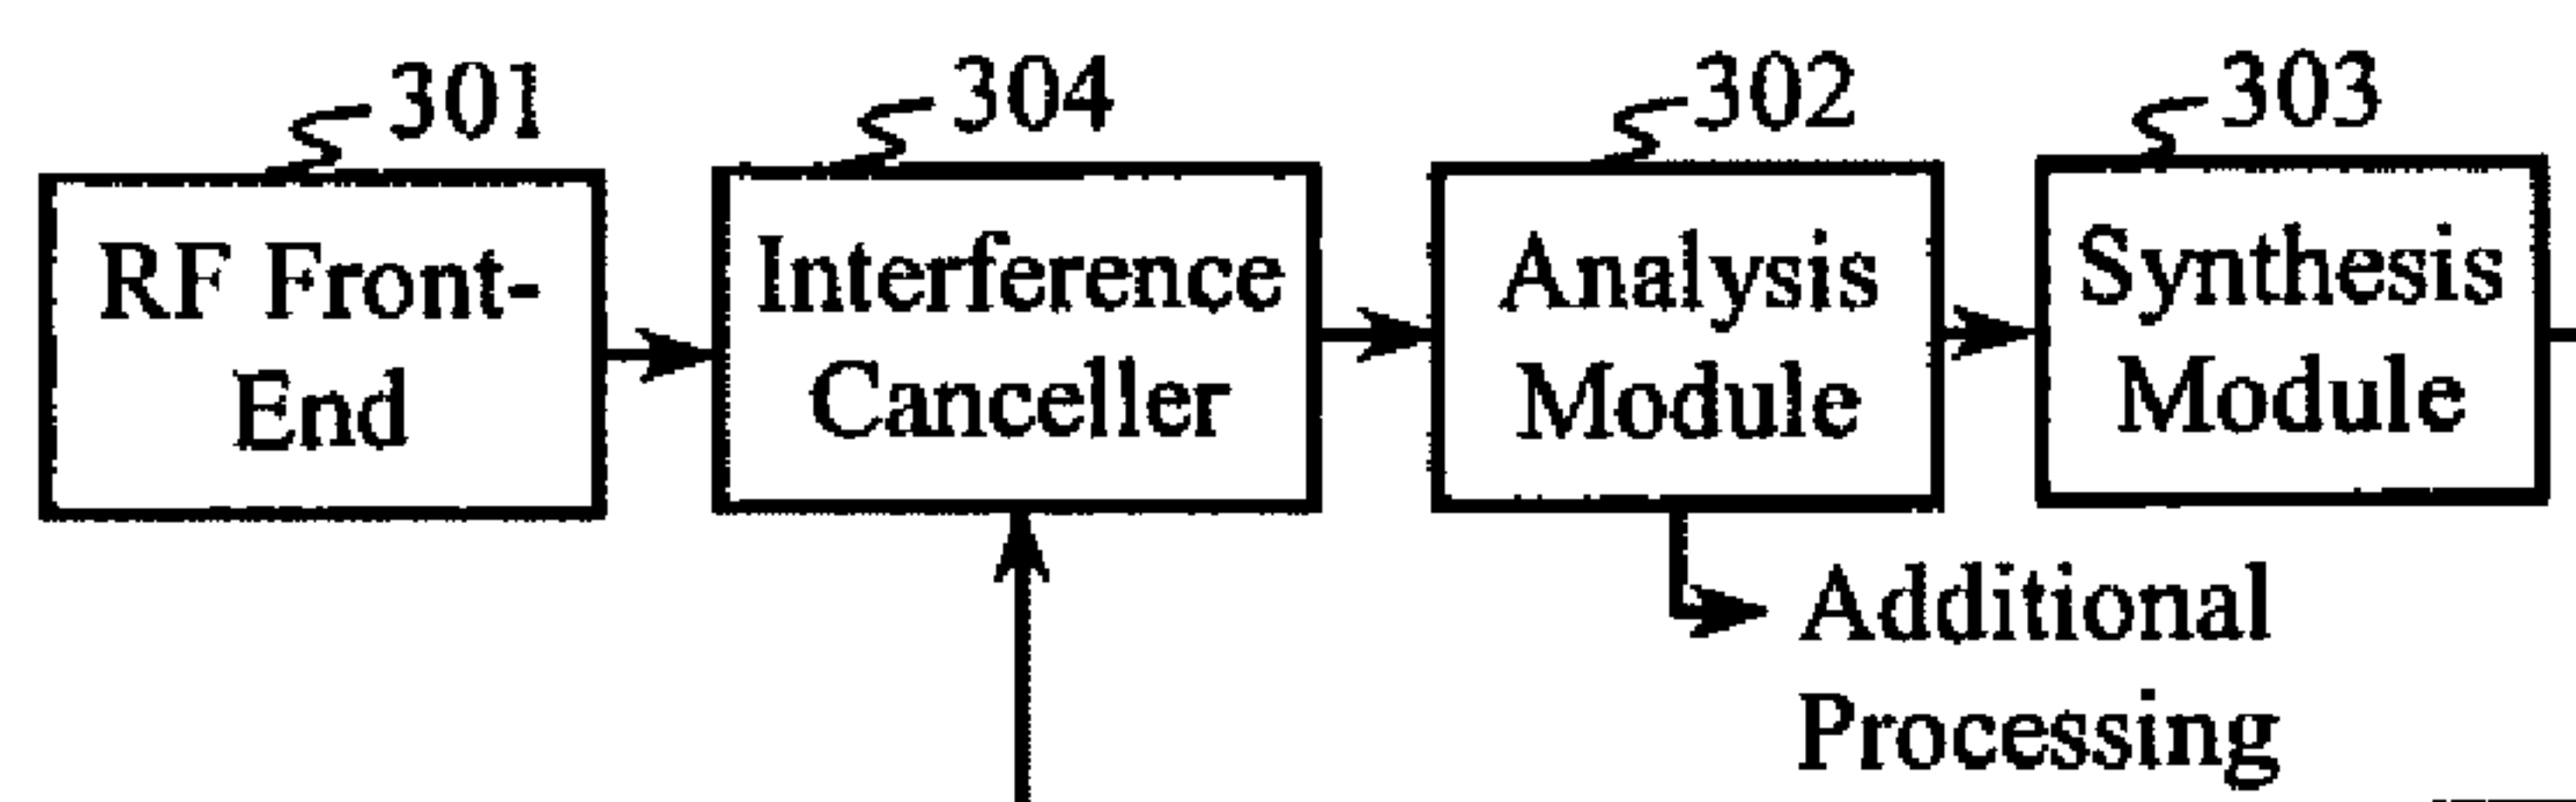 301
304
302
303
RF Front-
End
Interference
Canceller
Analysis
Module
Synthesis
Module
Additional
Processing